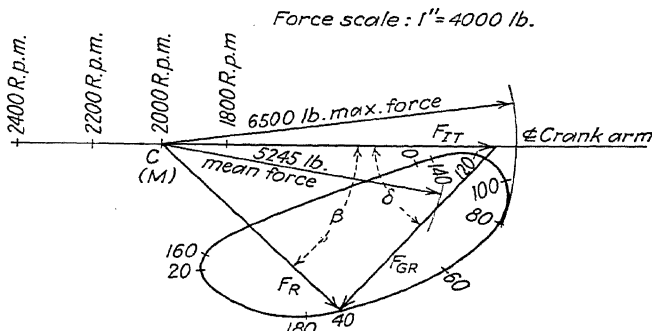 Force scale: 1"=4000 lb.
2400 R.p.m.
2200 R.p.m.
2000 R.p.m.
1800 R.p.m.
6500 lb. max. force
F_IT
℄ Crank arm
C
(M)
5245 lb.
mean force
0
140
120
100
80
β
δ
160
20
F_R
F_GR
60
180
40